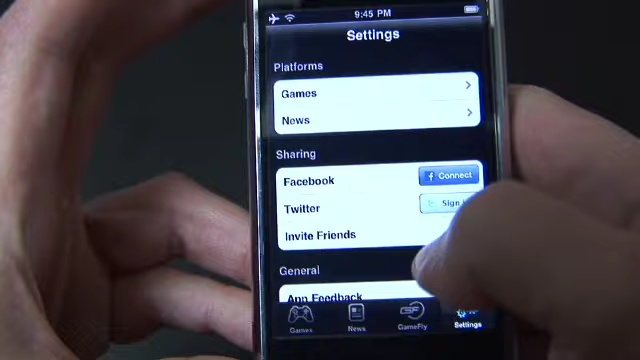 9:45 PM
Settings
Platforms
Games
News
Sharing
Facebook
f Connect
Twitter
Sign
Invite Friends
General
App Feedback
Games
News
GameFly
Settings